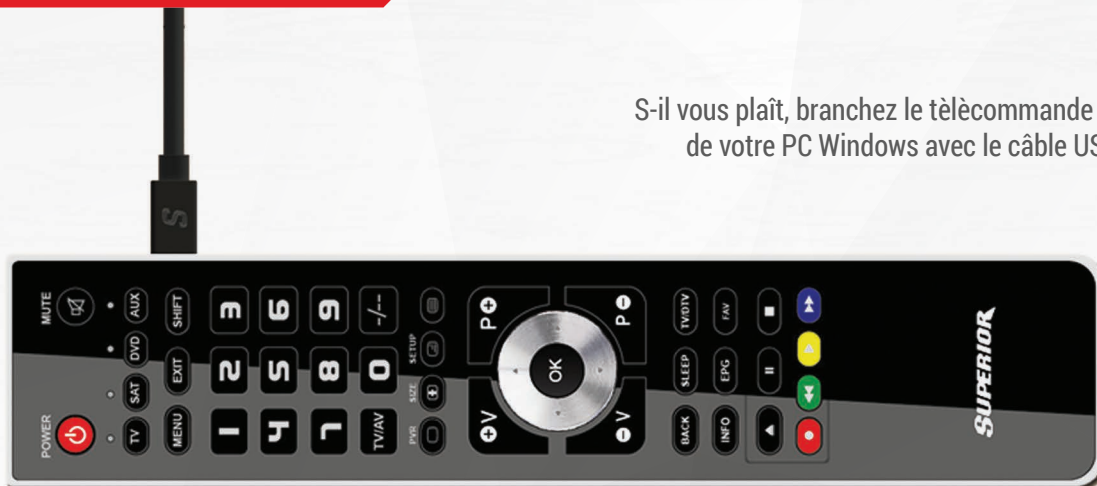 S-il vous plaît, branchez le tèlècommande
de votre PC Windows avec le câble US
S
POWER MUTE
TV SAT DVD AUX
MENU EXIT SHIFT
1 2 3
4 5 6
7 8 9
TV/AV 0 -/--
PVR SIZE SETUP
+V P+
OK
-V P-
BACK SLEEP TV/DTV
INFO EPG FAV
SUPERIOR